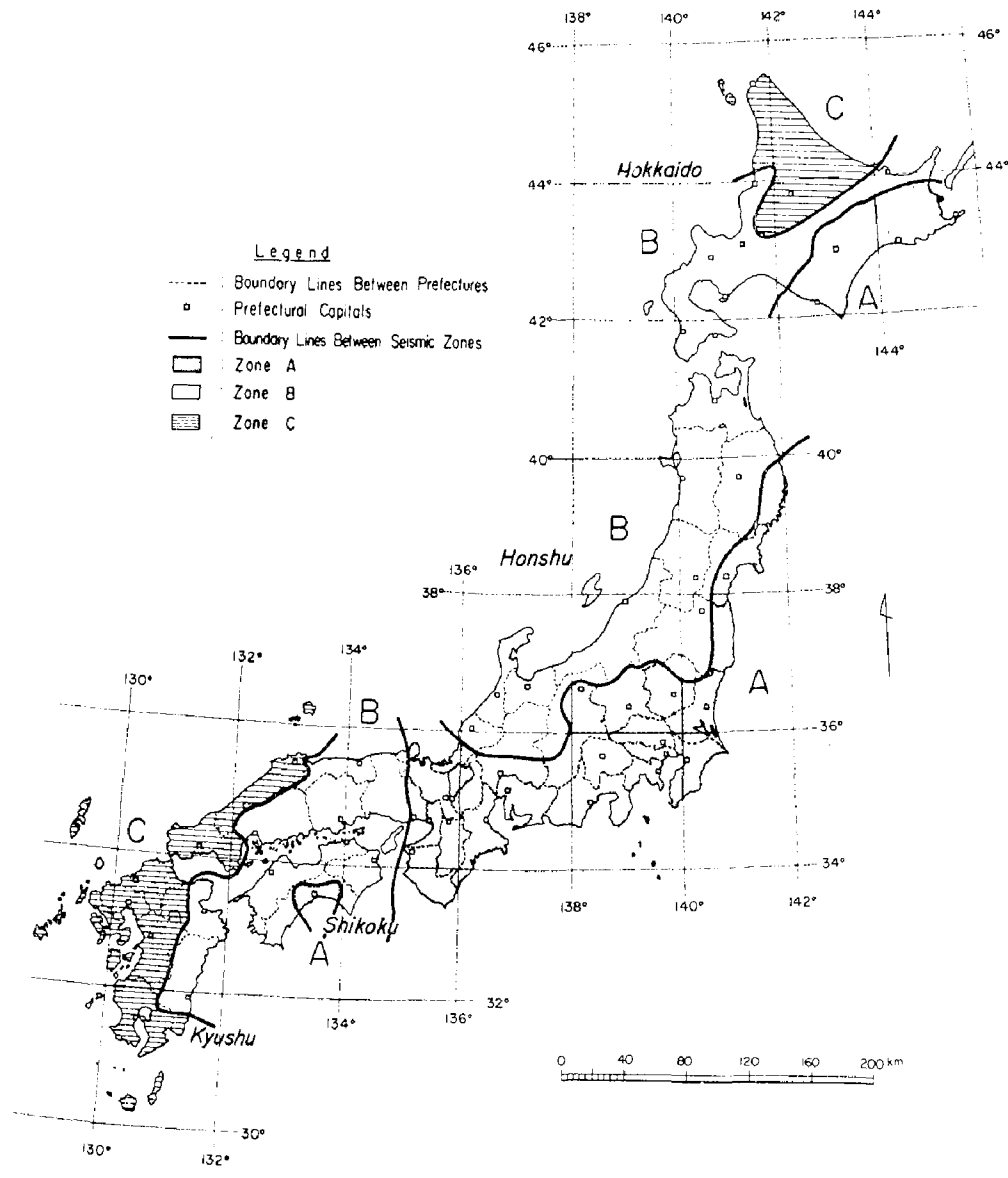 138° 140° 142° 144°
46° 46°
C
Hokkaido
44° 44°
B
A
42°
144°
Legend
Boundary Lines Between Prefectures
Prefectural Capitals
Boundary Lines Between Seismic Zones
Zone A
Zone B
Zone C
40° 40°
B
Honshu
136°
38° 38°
142°
134°
132°
130°
A
B
36°
C
34°
138° 140°
Shikoku
A
32°
136°
134°
Kyushu
0 40 80 120 160 200 km
30°
130°
132°